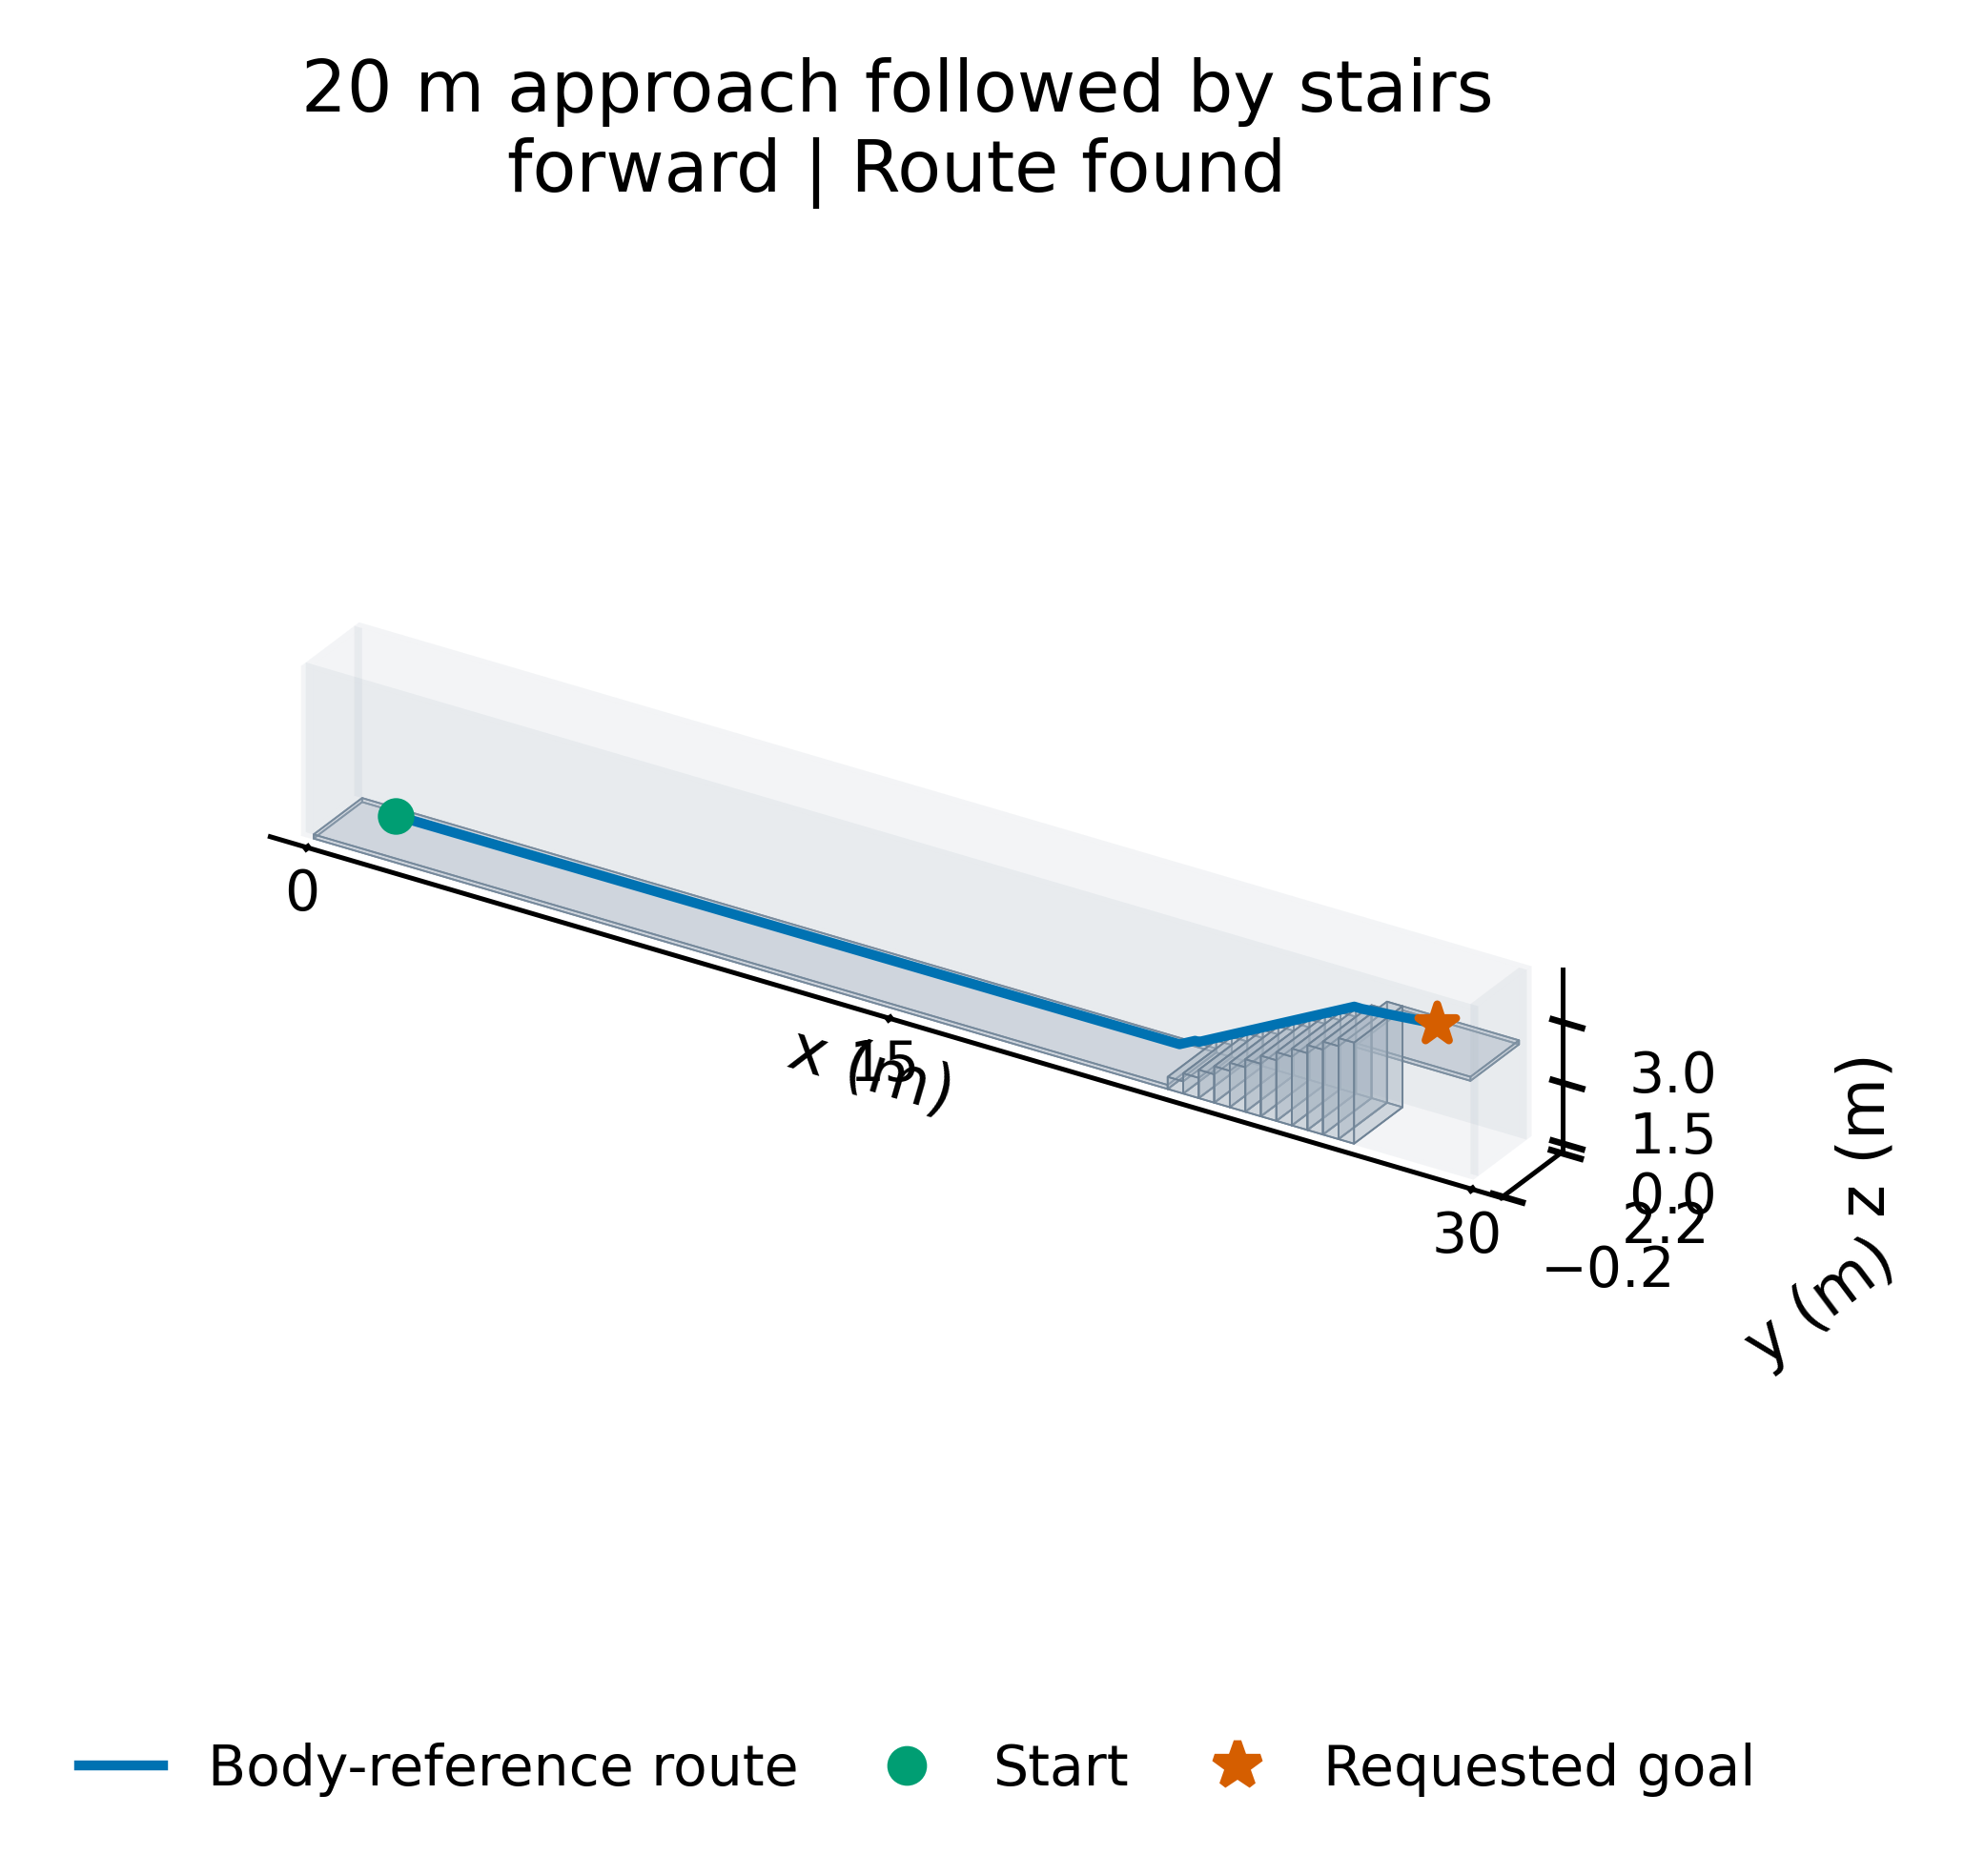 20 m approach followed by stairs
forward | Route found
0
15
30
x (m)
3.0
1.5
0.0
2.2
−0.2
z (m)
y (m)
Body-reference route
Start
Requested goal